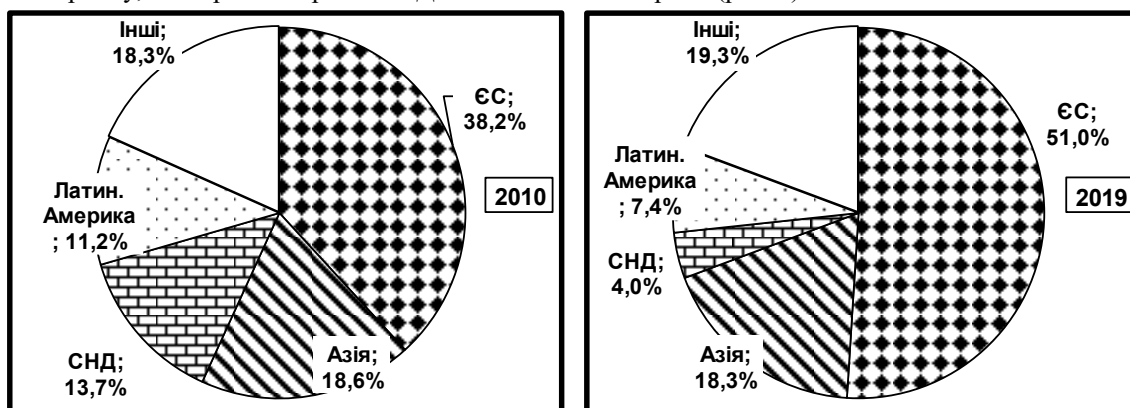 Інші;
18,3%
ЄС;
38,2%
2010
Латин.
Америка
; 11,2%
СНД;
13,7%
Азія;
18,6%
Інші;
19,3%
ЄС;
51,0%
2019
Латин.
Америка
; 7,4%
СНД;
4,0%
Азія;
18,3%